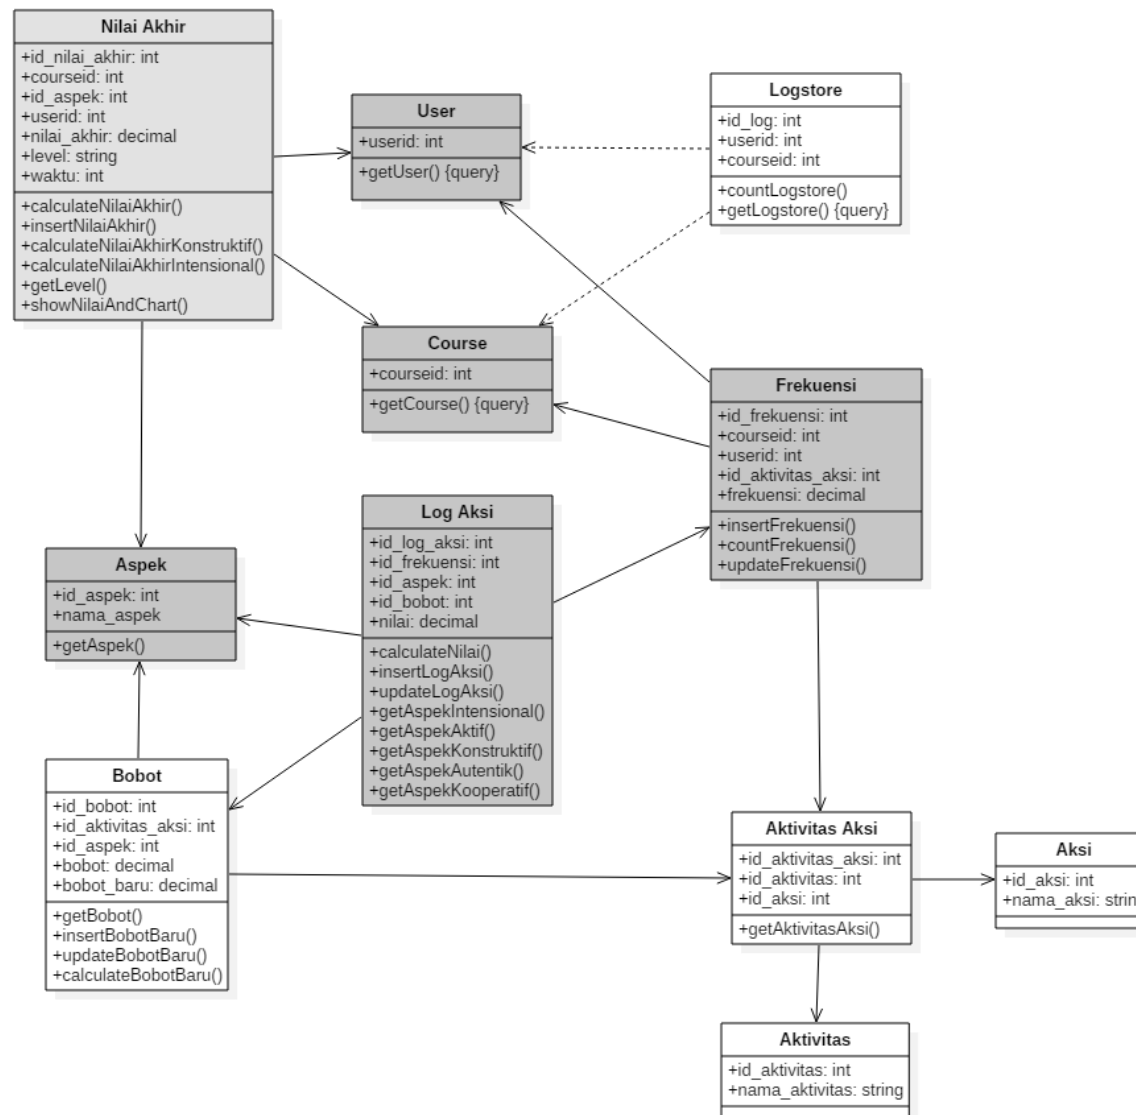 Nilai Akhir
+id_nilai_akhir: int
+courseid: int
+id_aspek: int
+userid: int
+nilai_akhir: decimal
+level: string
+waktu: int
+calculateNilaiAkhir()
+insertNilaiAkhir()
+calculateNilaiAkhirKonstruktif()
+calculateNilaiAkhirIntensional()
+getLevel()
+showNilaiAndChart()
User
+userid: int
+getUser() {query}
Logstore
+id_log: int
+userid: int
+courseid: int
+countLogstore()
+getLogstore() {query}
Course
+courseid: int
+getCourse() {query}
Frekuensi
+id_frekuensi: int
+courseid: int
+userid: int
+id_aktivitas_aksi: int
+frekuensi: decimal
+insertFrekuensi()
+countFrekuensi()
+updateFrekuensi()
Log Aksi
+id_log_aksi: int
+id_frekuensi: int
+id_aspek: int
+id_bobot: int
+nilai: decimal
+calculateNilai()
+insertLogAksi()
+updateLogAksi()
+getAspekIntensional()
+getAspekAktif()
+getAspekKonstruktif()
+getAspekAutentik()
+getAspekKooperatif()
Aspek
+id_aspek: int
+nama_aspek
+getAspek()
Bobot
+id_bobot: int
+id_aktivitas_aksi: int
+id_aspek: int
+bobot: decimal
+bobot_baru: decimal
+getBobot()
+insertBobotBaru()
+updateBobotBaru()
+calculateBobotBaru()
Aktivitas Aksi
+id_aktivitas_aksi: int
+id_aktivitas: int
+id_aksi: int
+getAktivitasAksi()
Aksi
+id_aksi: int
+nama_aksi: strin
Aktivitas
+id_aktivitas: int
+nama_aktivitas: string